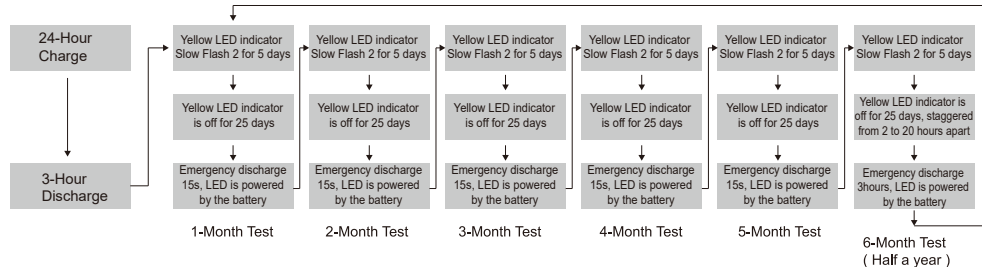 24-Hour
Charge
3-Hour
Discharge
Yellow LED indicator
Slow Flash 2 for 5 days
Yellow LED indicator
is off for 25 days
Emergency discharge
15s, LED is powered
by the battery
1-Month Test
Yellow LED indicator
Slow Flash 2 for 5 days
Yellow LED indicator
is off for 25 days
Emergency discharge
15s, LED is powered
by the battery
2-Month Test
Yellow LED indicator
Slow Flash 2 for 5 days
Yellow LED indicator
is off for 25 days
Emergency discharge
15s, LED is powered
by the battery
3-Month Test
Yellow LED indicator
Slow Flash 2 for 5 days
Yellow LED indicator
is off for 25 days
Emergency discharge
15s, LED is powered
by the battery
4-Month Test
Yellow LED indicator
Slow Flash 2 for 5 days
Yellow LED indicator
is off for 25 days
Emergency discharge
15s, LED is powered
by the battery
5-Month Test
Yellow LED indicator
Slow Flash 2 for 5 days
Yellow LED indicator is
off for 25 days, staggered
from 2 to 20 hours apart
Emergency discharge
3hours, LED is powered
by the battery
6-Month Test
( Half a year )